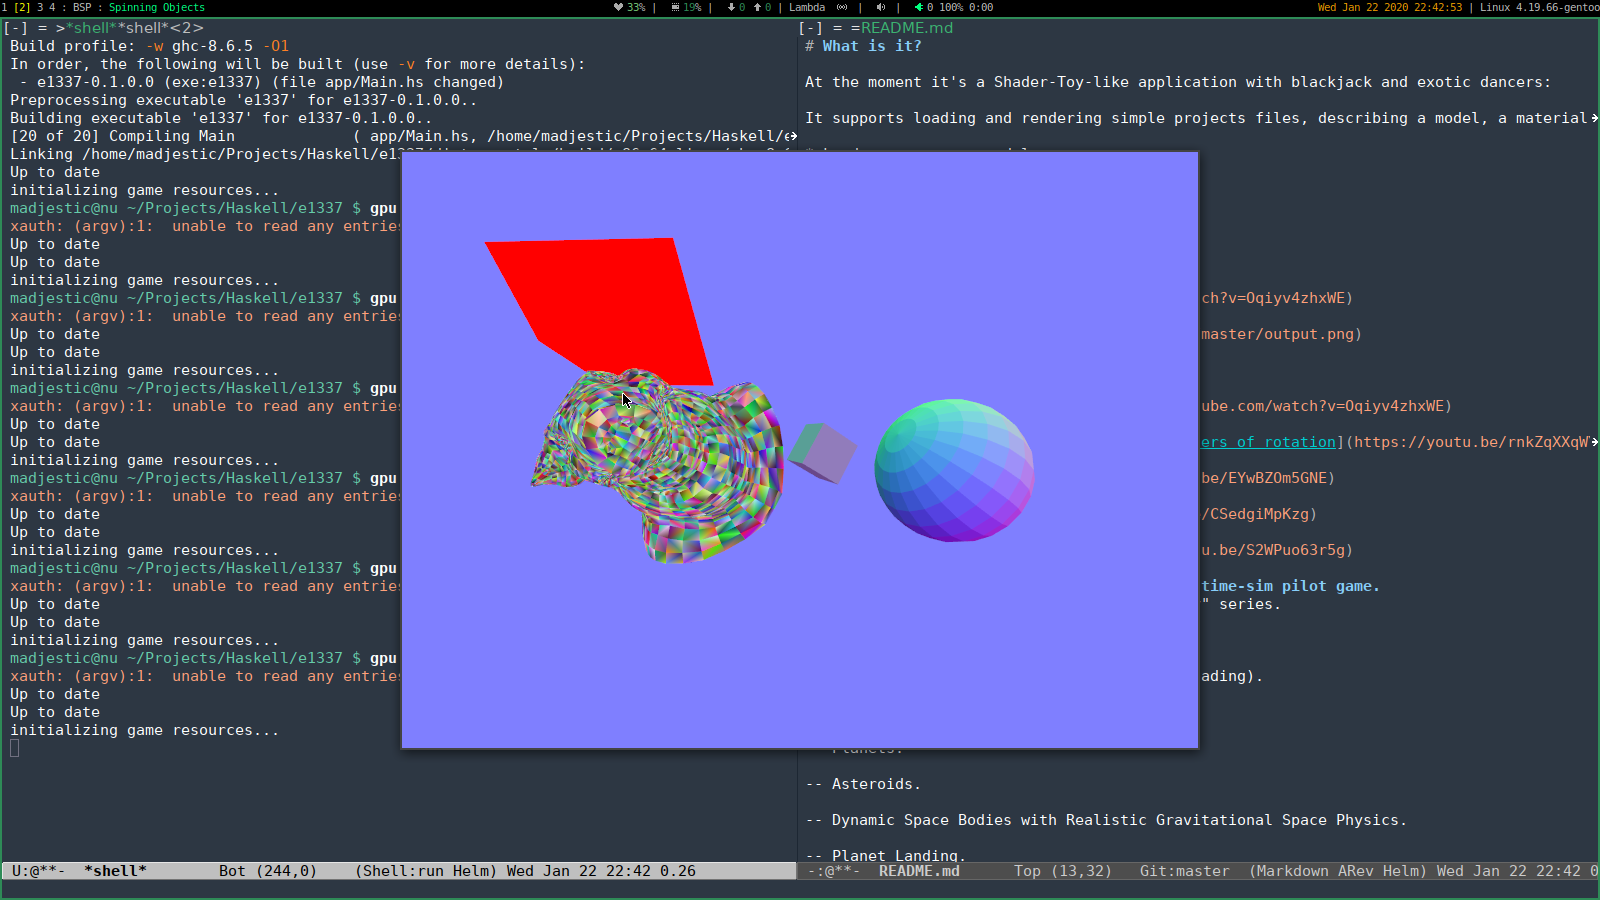 1 [2] 3 4 : BSP : Spinning Objects
33% | 19% | 0 0 | Lambda | | 0 100% 0:00
Wed Jan 22 2020 22:42:53 | Linux 4.19.66-gentoo
[-] = >*shell**shell*<2>
Build profile: -w ghc-8.6.5 -O1
In order, the following will be built (use -v for more details):
- e1337-0.1.0.0 (exe:e1337) (file app/Main.hs changed)
Preprocessing executable 'e1337' for e1337-0.1.0.0..
Building executable 'e1337' for e1337-0.1.0.0..
[20 of 20] Compiling Main ( app/Main.hs, /home/madjestic/Projects/Haskell/e
Linking /home/madjestic/Projects/Haskell/e1
Up to date
initializing game resources...
madjestic@nu ~/Projects/Haskell/e1337 $ gpu
xauth: (argv):1: unable to read any entries
Up to date
Up to date
initializing game resources...
madjestic@nu ~/Projects/Haskell/e1337 $ gpu
xauth: (argv):1: unable to read any entries
Up to date
Up to date
initializing game resources...
madjestic@nu ~/Projects/Haskell/e1337 $ gpu
xauth: (argv):1: unable to read any entries
Up to date
Up to date
initializing game resources...
madjestic@nu ~/Projects/Haskell/e1337 $ gpu
xauth: (argv):1: unable to read any entries
Up to date
Up to date
initializing game resources...
madjestic@nu ~/Projects/Haskell/e1337 $ gpu
xauth: (argv):1: unable to read any entries
Up to date
Up to date
initializing game resources...
madjestic@nu ~/Projects/Haskell/e1337 $ gpu
xauth: (argv):1: unable to read any entries
Up to date
Up to date
initializing game resources...
U:@**- *shell* Bot (244,0) (Shell:run Helm) Wed Jan 22 22:42 0.26
[-] = =README.md
# What is it?
At the moment it's a Shader-Toy-like application with blackjack and exotic dancers:
It supports loading and rendering simple projects files, describing a model, a material
ch?v=Oqiyv4zhxWE)
master/output.png)
ube.com/watch?v=Oqiyv4zhxWE)
ers of rotation](https://youtu.be/rnkZqXXqW
be/EYwBZOm5GNE)
/CSedgiMpKzg)
u.be/S2WPuo63r5g)
time-sim pilot game.
" series.
ading).
-- Asteroids.
-- Dynamic Space Bodies with Realistic Gravitational Space Physics.
-- Planet Landing.
-:@**- README.md Top (13,32) Git:master (Markdown ARev Helm) Wed Jan 22 22:42 0